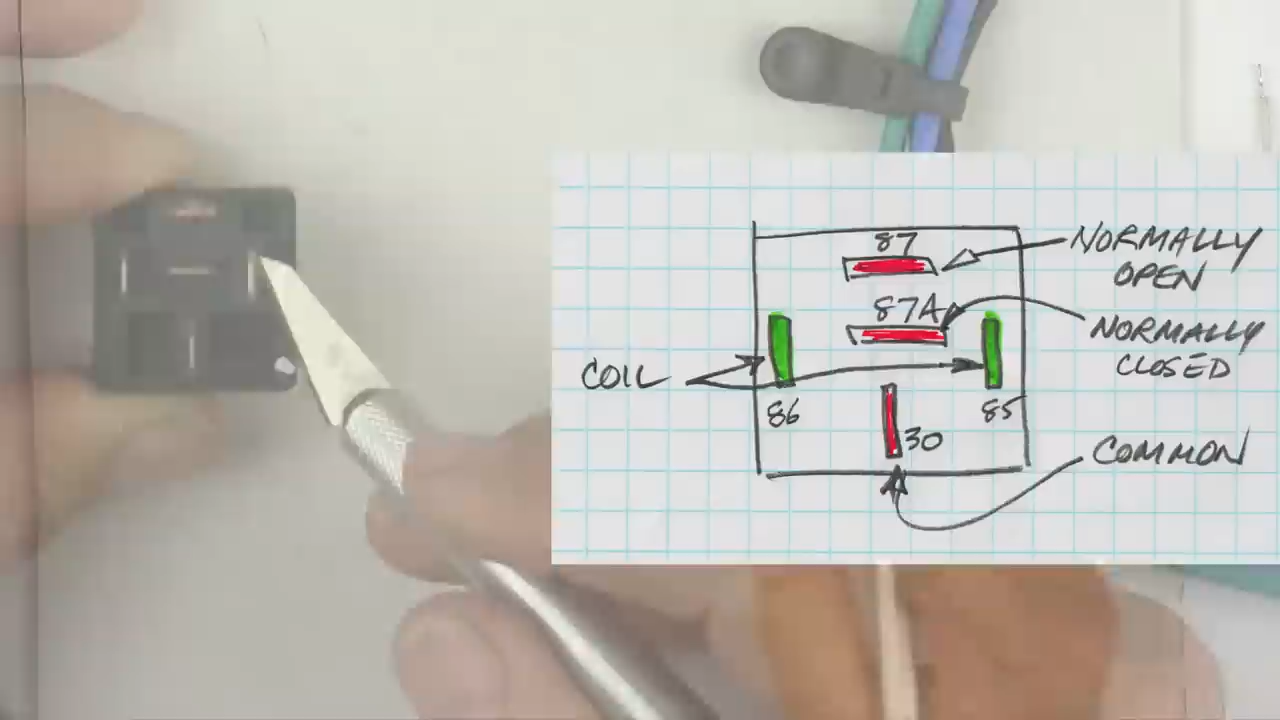 87
NORMALLY
OPEN
87A
NORMALLY
CLOSED
COIL
86
85
30
COMMON